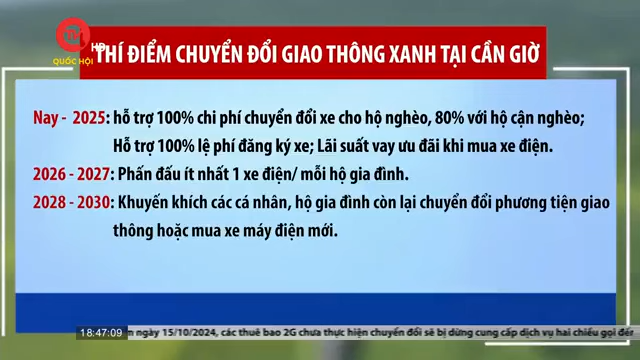 HD
QUỐC HỘI
THÍ ĐIỂM CHUYỂN ĐỔI GIAO THÔNG XANH TẠI CẦN GIỜ
Nay - 2025: hỗ trợ 100% chi phí chuyển đổi xe cho hộ nghèo, 80% với hộ cận nghèo;
Hỗ trợ 100% lệ phí đăng ký xe; Lãi suất vay ưu đãi khi mua xe điện.
2026 - 2027: Phấn đấu ít nhất 1 xe điện/ mỗi hộ gia đình.
2028 - 2030: Khuyến khích các cá nhân, hộ gia đình còn lại chuyển đổi phương tiện giao
thông hoặc mua xe máy điện mới.
18:47:09 ngày 15/10/2024, các thuê bao 2G chưa thực hiện chuyển đổi sẽ bị dừng cung cấp dịch vụ hai chiều gọi đến